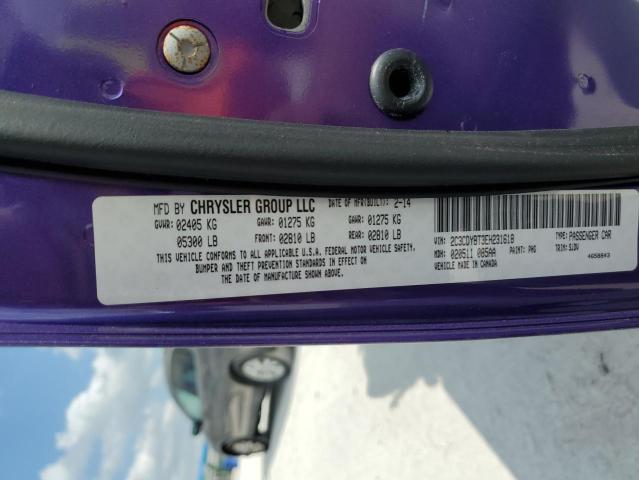 MFD BY CHRYSLER GROUP LLC DATE OF MFR(BUILT): 2-14
GVWR: 02405 KG GAWR: 01275 KG GAWR: 01275 KG
05300 LB FRONT: 02810 LB REAR: 02810 LB
THIS VEHICLE CONFORMS TO ALL APPLICABLE U.S.A. FEDERAL MOTOR VEHICLE SAFETY,
BUMPER AND THEFT PREVENTION STANDARDS IN EFFECT ON
THE DATE OF MANUFACTURE SHOWN ABOVE.
VIN: 2C3CDYBT3EH231618 TYPE: PASSENGER CAR
MDH: 020511 085AA PAINT: PHG TRIM: SJDV
VEHICLE MADE IN CANADA 4658843